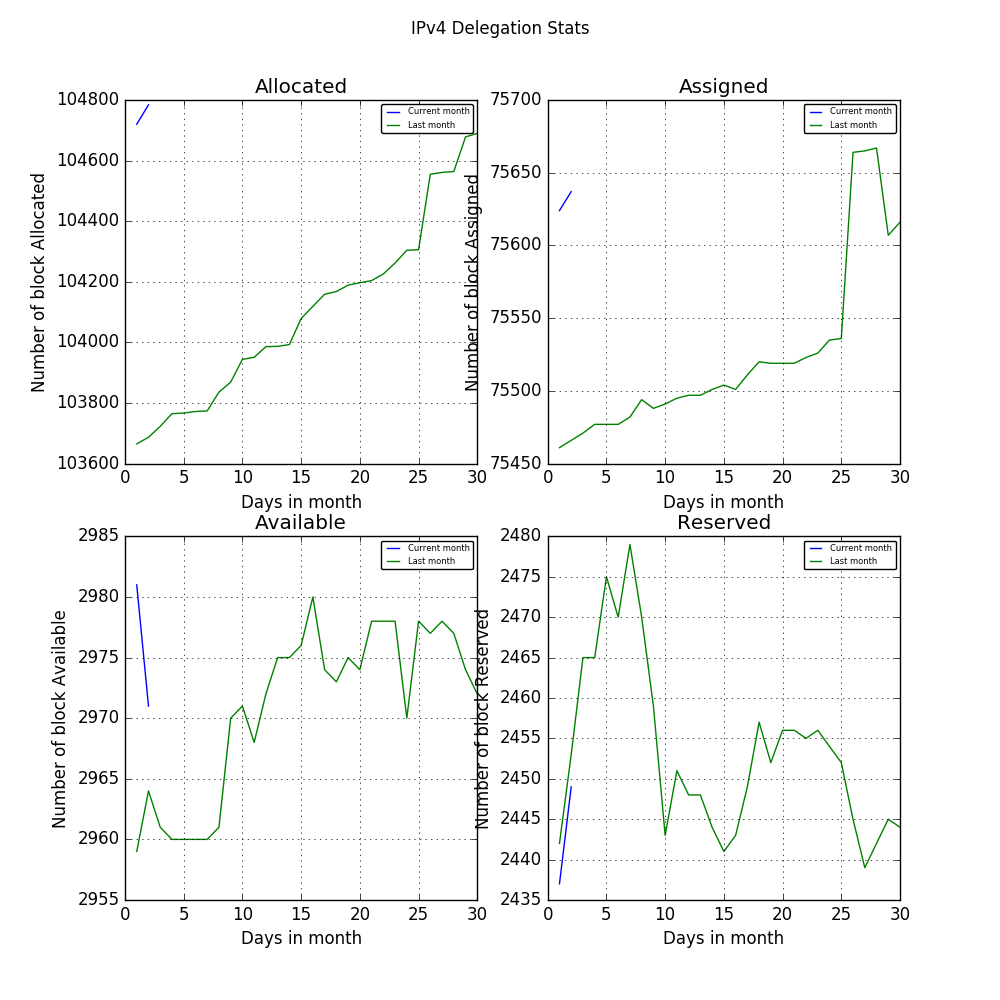 IPv4 Delegation Stats
Allocated
Number of block Allocated
104800
104600
104400
104200
104000
103800
103600
0 5 10 15 20 25 30
Days in month
Current month
Last month
Assigned
Number of block Assigned
75700
75650
75600
75550
75500
75450
0 5 10 15 20 25 30
Days in month
Current month
Last month
Available
Number of block Available
2985
2980
2975
2970
2965
2960
2955
0 5 10 15 20 25 30
Days in month
Current month
Last month
Reserved
Number of block Reserved
2480
2475
2470
2465
2460
2455
2450
2445
2440
2435
0 5 10 15 20 25 30
Days in month
Current month
Last month